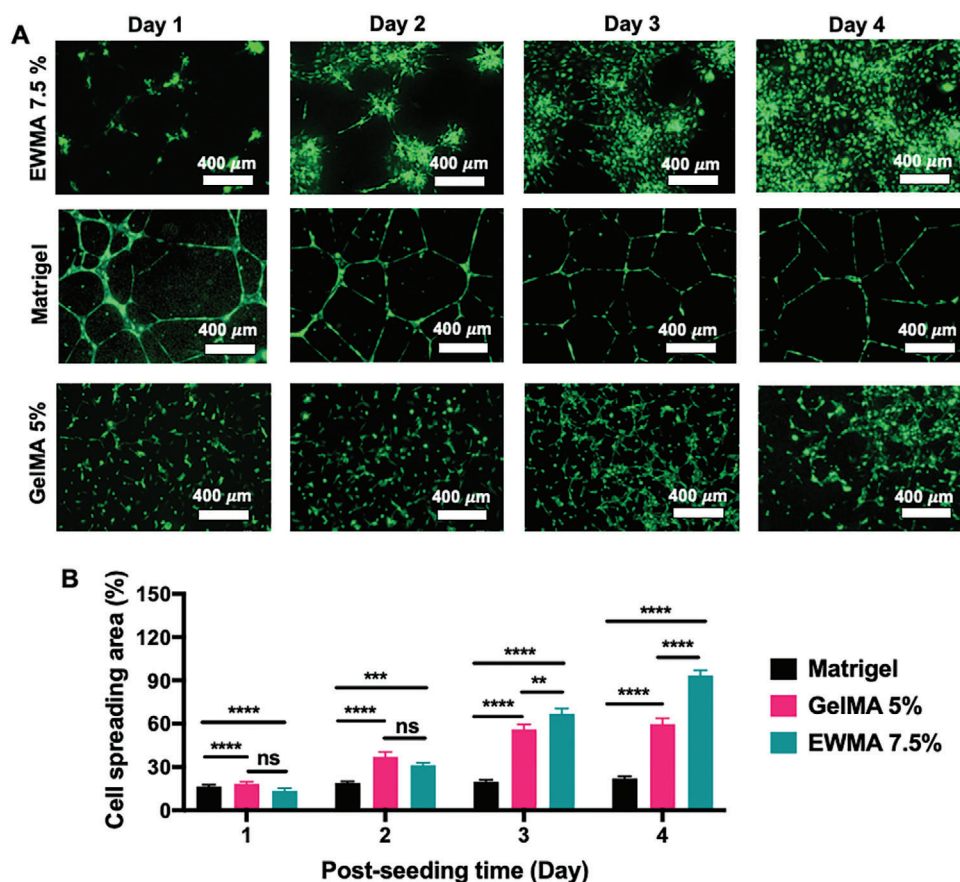 Day 1 Day 2 Day 3 Day 4
A
EWMA 7.5 %
400 μm 400 μm 400 μm 400 μm
Matrigel
400 μm 400 μm 400 μm 400 μm
GelMA 5%
400 μm 400 μm 400 μm 400 μm
B
Cell spreading area (%)
150
120
90
60
30
0
**** **** ns
*** **** ns
**** **** **
**** **** ****
1 2 3 4
Post-seeding time (Day)
Matrigel
GelMA 5%
EWMA 7.5%